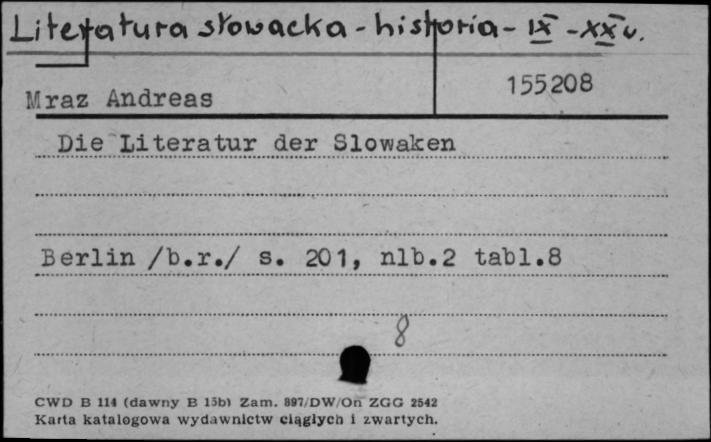 Literatura słowacka - historia - IX - XX w.
155208
Mraz Andreas
Die Literatur der Slowaken
Berlin /b.r./ s. 201, nlb.2 tabl.8
8
CWD B 114 (dawny B 15b) Zam. 897/DW/On ZGG 2542
Karta katalogowa wydawnictw ciągłych i zwartych.